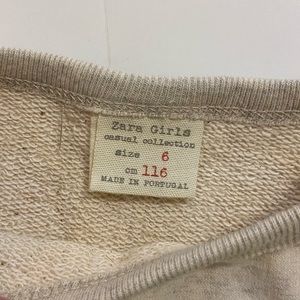 Zara Girls
casual collection
size 6
cm 116
MADE IN PORTUGAL